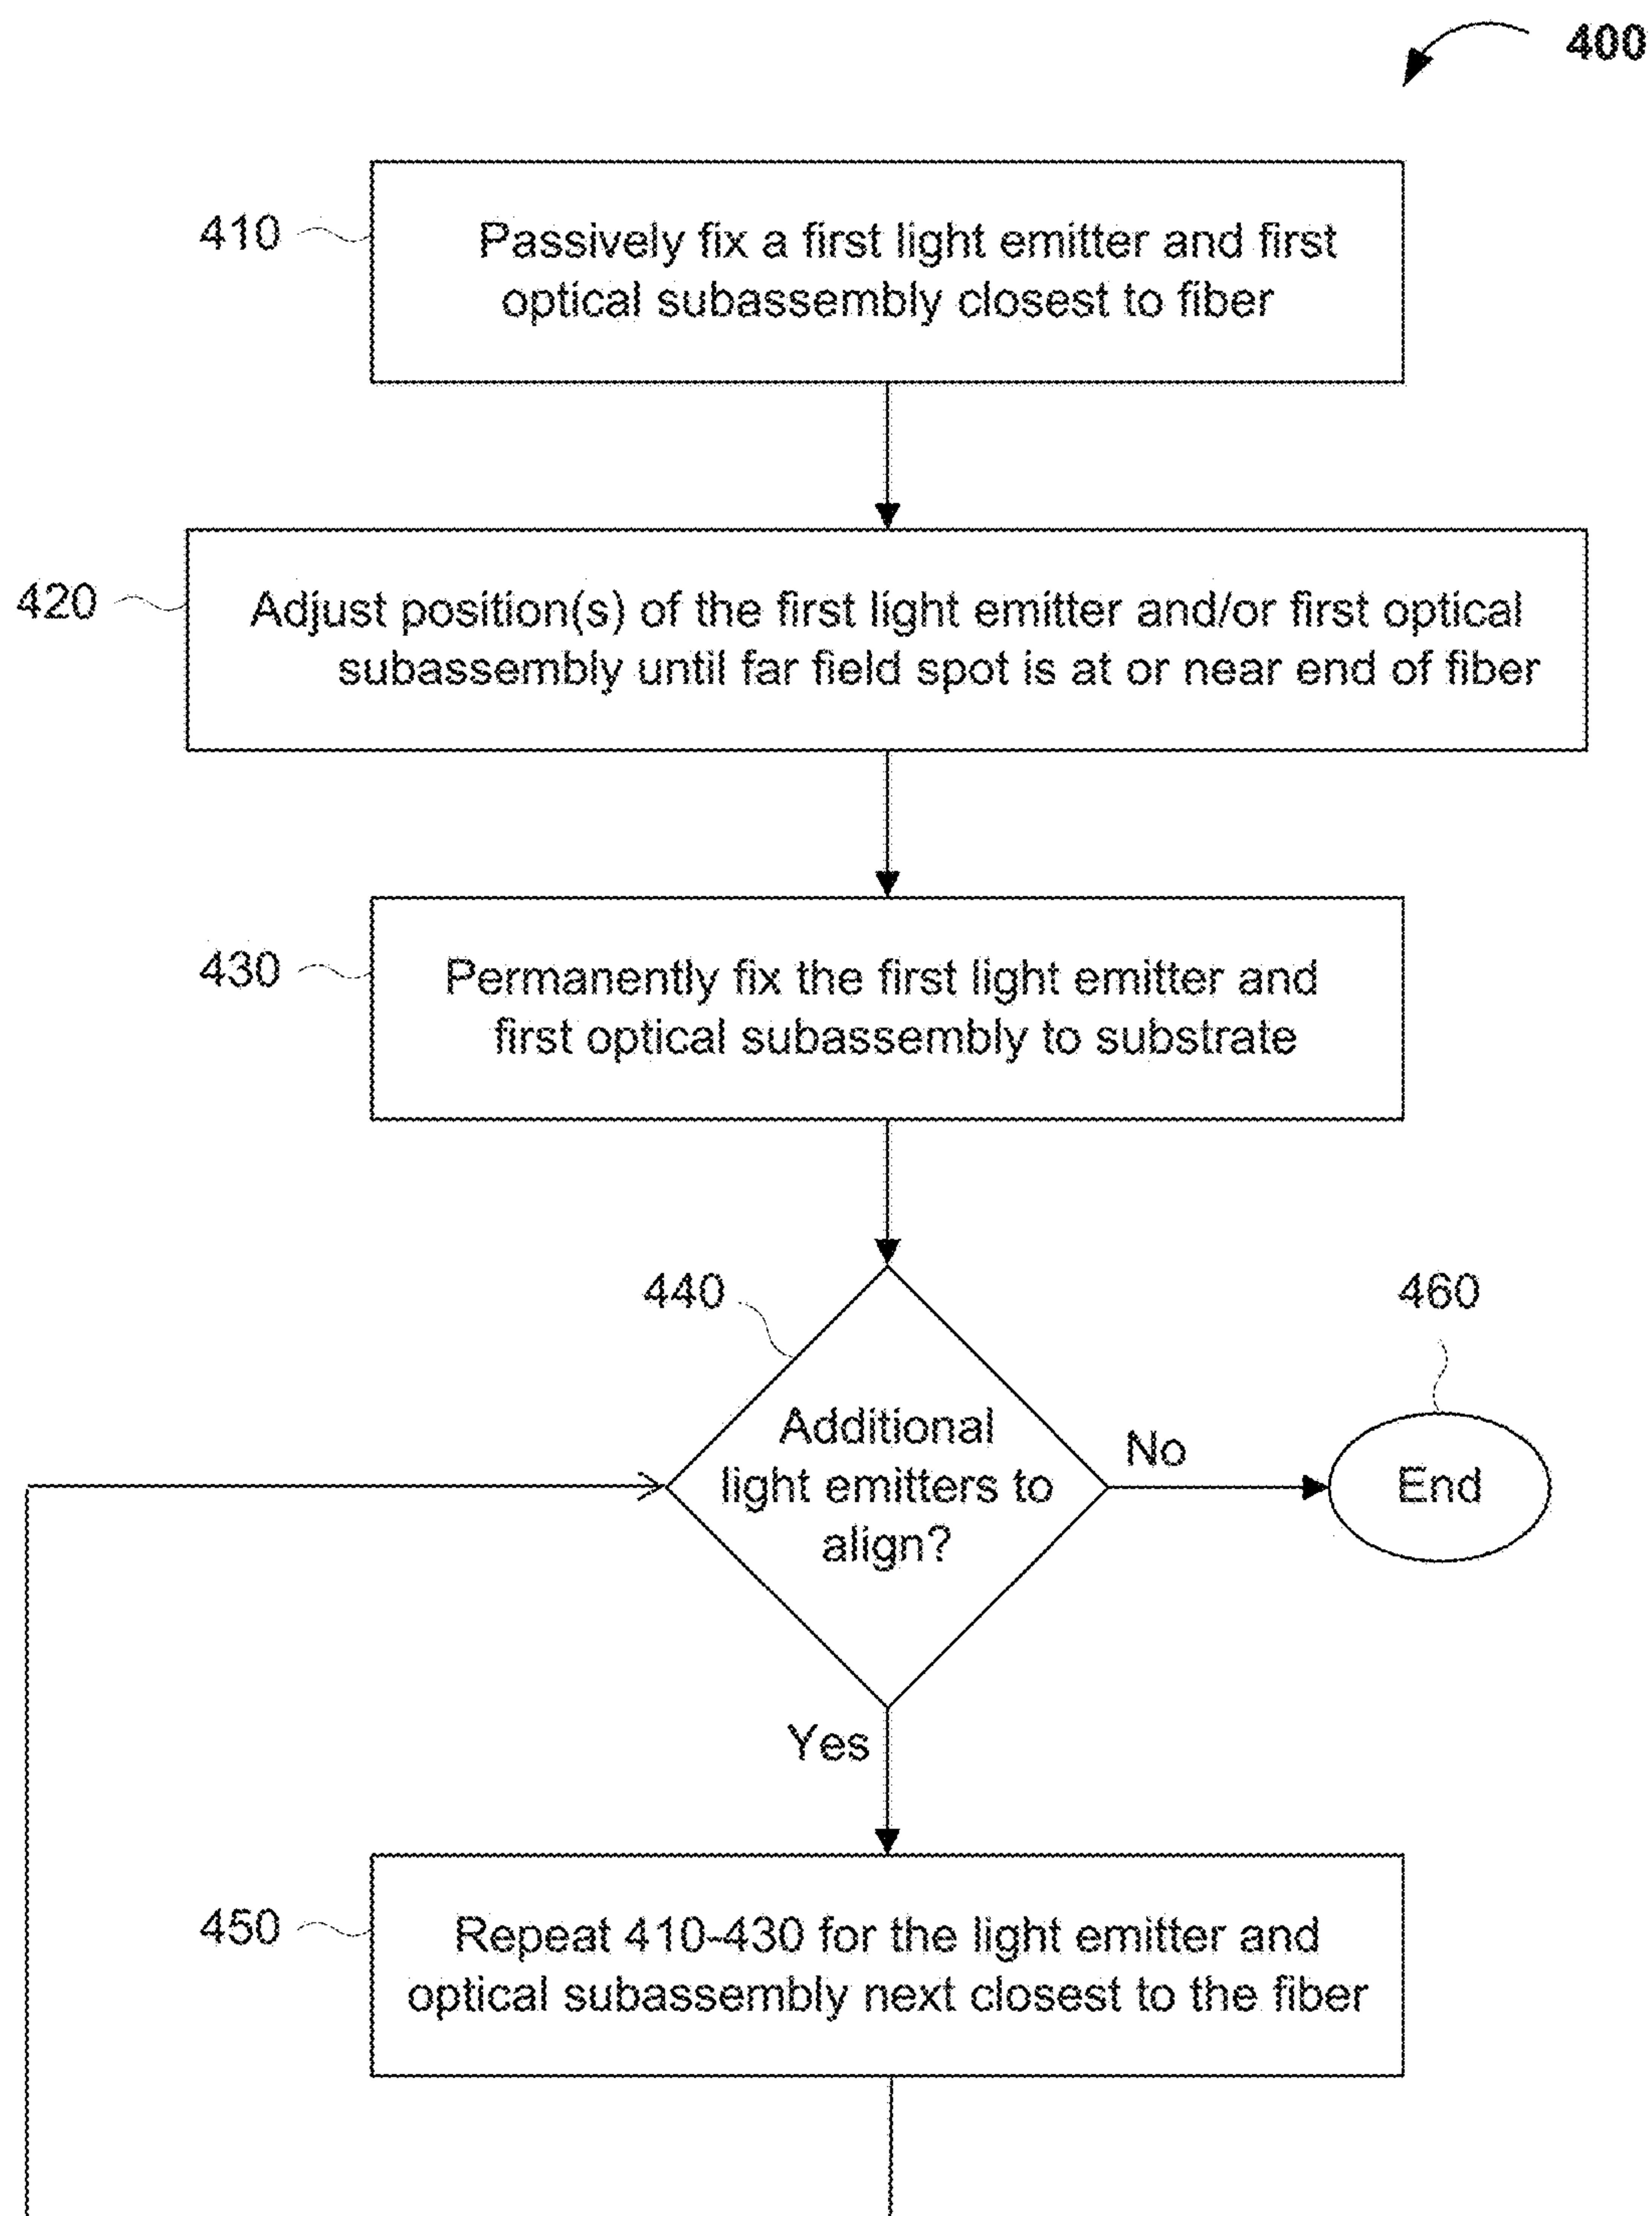 400
410
Passively fix a first light emitter and first
optical subassembly closest to fiber
420
Adjust position(s) of the first light emitter and/or first optical
subassembly until far field spot is at or near end of fiber
430
Permanently fix the first light emitter and
first optical subassembly to substrate
440
460
Additional
light emitters to
align?
No
End
Yes
450
Repeat 410-430 for the light emitter and
optical subassembly next closest to the fiber